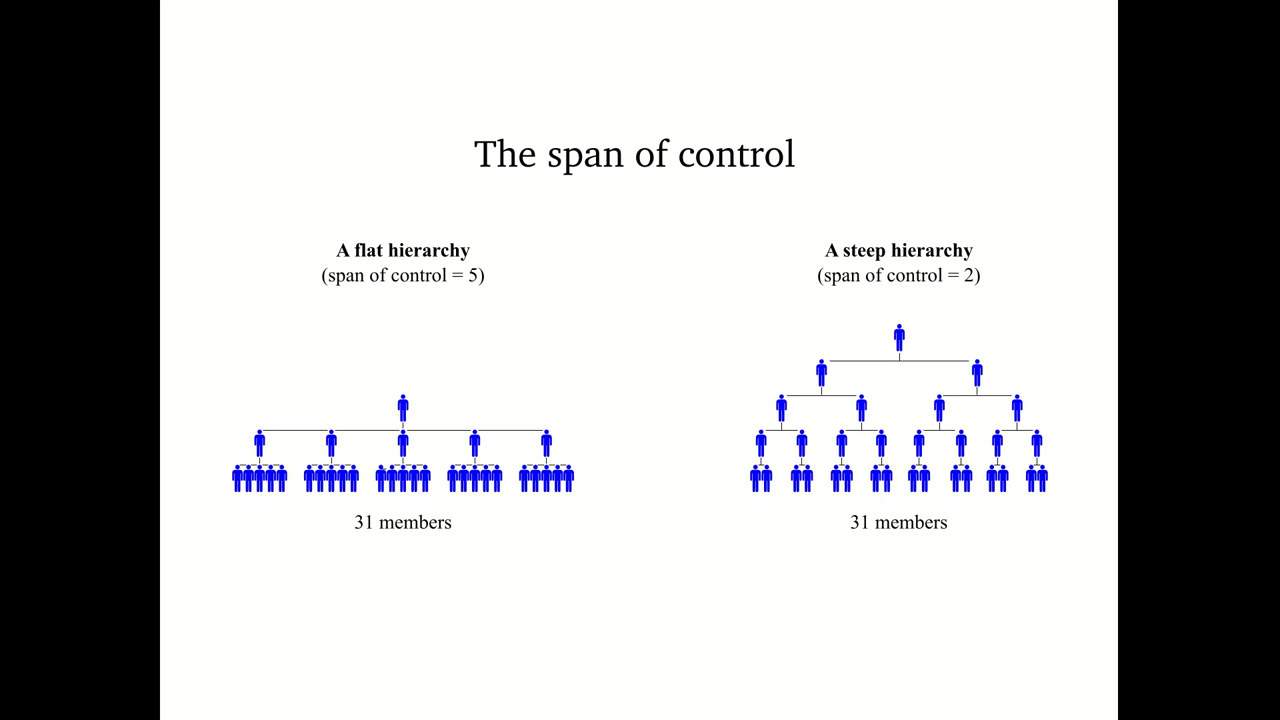 The span of control
A flat hierarchy
(span of control = 5)
31 members
A steep hierarchy
(span of control = 2)
31 members